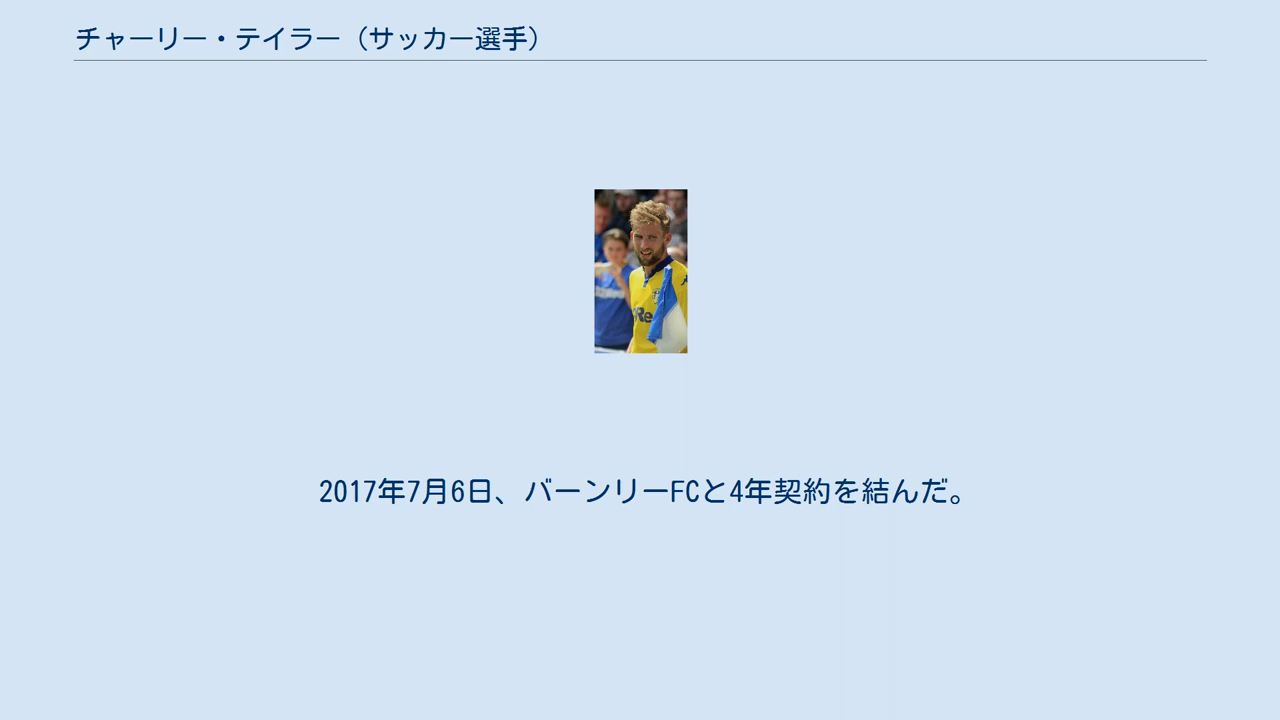 チャーリー・テイラー（サッカー選手）
Re
2017年7月6日、バーンリーFCと4年契約を結んだ。